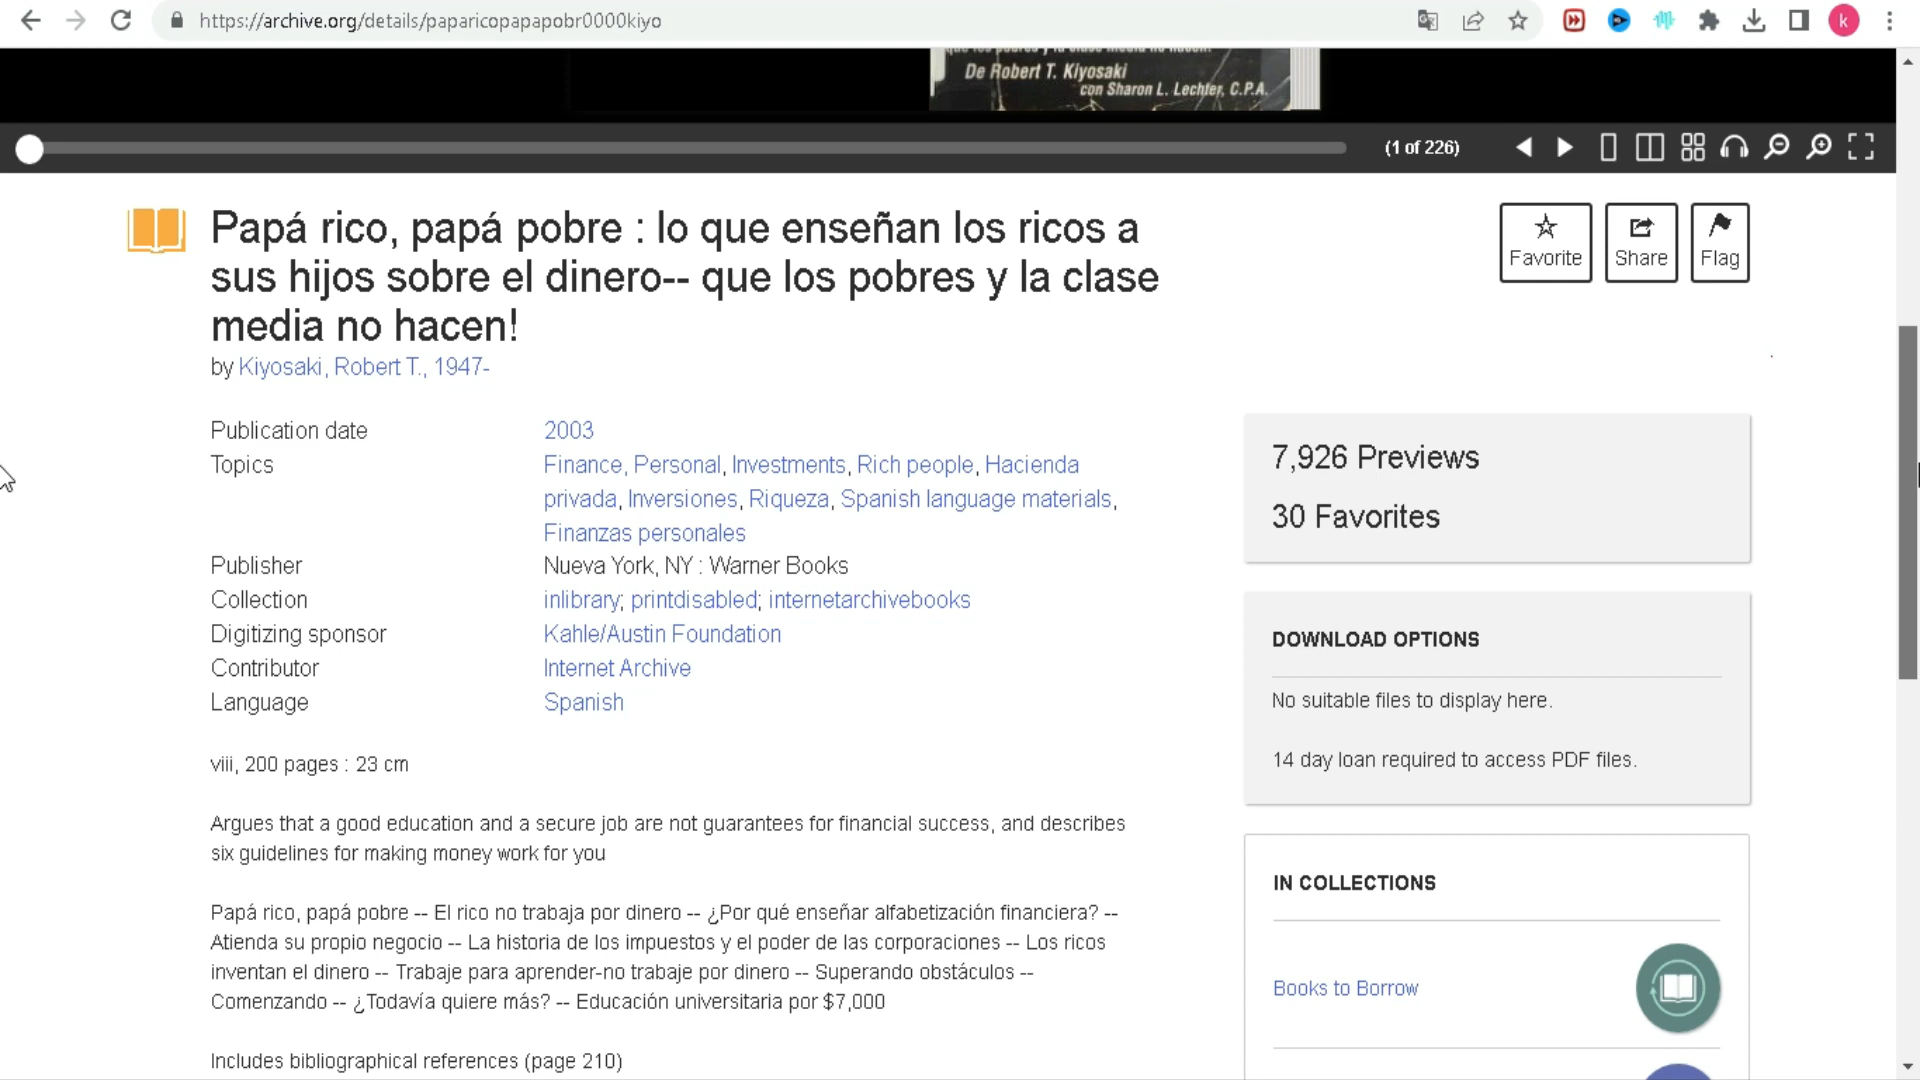 https://archive.org/details/paparicopapapobr0000kiyo
k
que los pobres y la clase media no hacen!
De Robert T. Kiyosaki
con Sharon L. Lechter, C.P.A.
(1 of 226)
Papá rico, papá pobre : lo que enseñan los ricos a
sus hijos sobre el dinero-- que los pobres y la clase
media no hacen!
by Kiyosaki, Robert T., 1947-
Favorite
Share
Flag
Publication date 2003
Topics Finance, Personal, Investments, Rich people, Hacienda
privada, Inversiones, Riqueza, Spanish language materials,
Finanzas personales
Publisher Nueva York, NY : Warner Books
Collection inlibrary; printdisabled; internetarchivebooks
Digitizing sponsor Kahle/Austin Foundation
Contributor Internet Archive
Language Spanish
viii, 200 pages : 23 cm
Argues that a good education and a secure job are not guarantees for financial success, and describes
six guidelines for making money work for you
Papá rico, papá pobre -- El rico no trabaja por dinero -- ¿Por qué enseñar alfabetización financiera? --
Atienda su propio negocio -- La historia de los impuestos y el poder de las corporaciones -- Los ricos
inventan el dinero -- Trabaje para aprender-no trabaje por dinero -- Superando obstáculos --
Comenzando -- ¿Todavía quiere más? -- Educación universitaria por $7,000
Includes bibliographical references (page 210)
7,926 Previews
30 Favorites
DOWNLOAD OPTIONS
No suitable files to display here.
14 day loan required to access PDF files.
IN COLLECTIONS
Books to Borrow